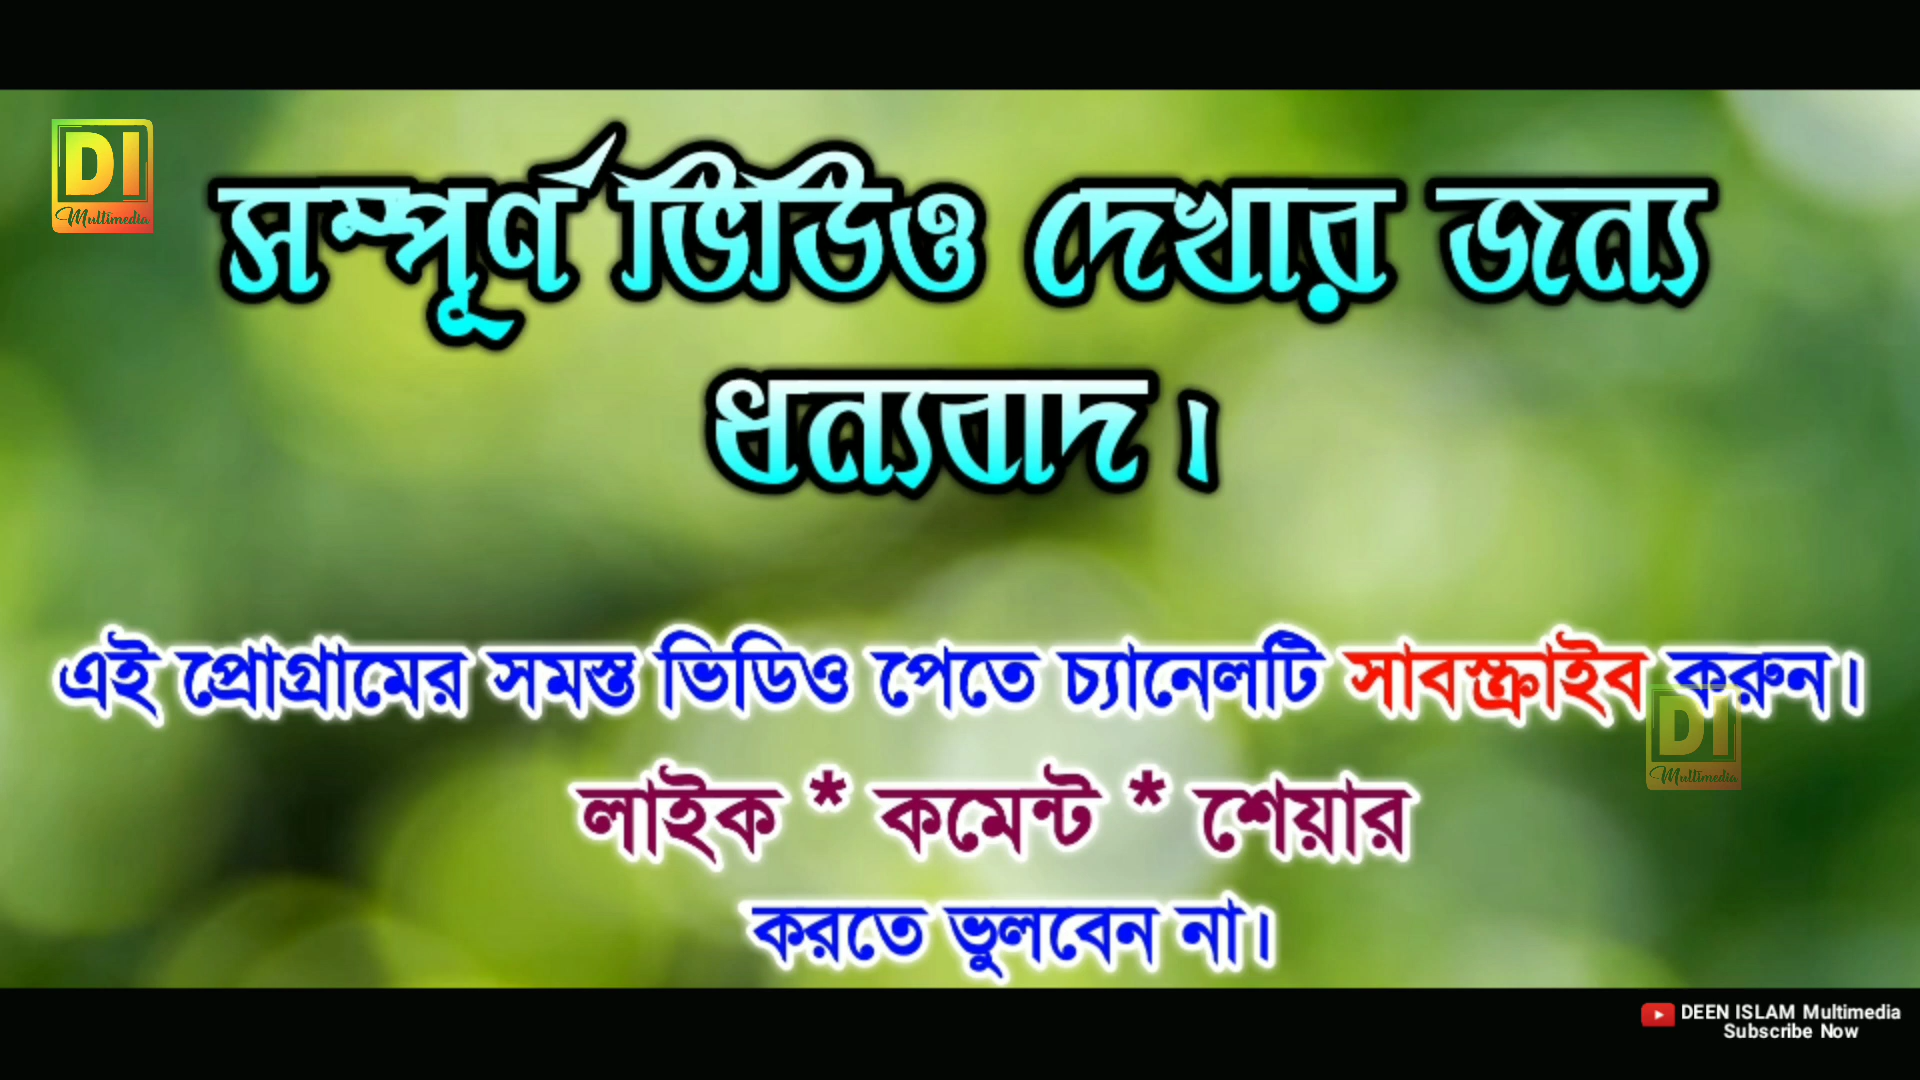 DI
Multimedia
সম্পূর্ণ ভিডিও দেখার জন্য
ধন্যবাদ।
এই প্রোগ্রামের সমস্ত ভিডিও পেতে চ্যানেলটি সাবস্ক্রাইব করুন।
DI
Multimedia
লাইক * কমেন্ট * শেয়ার
করতে ভুলবেন না।
DEEN ISLAM Multimedia
Subscribe Now